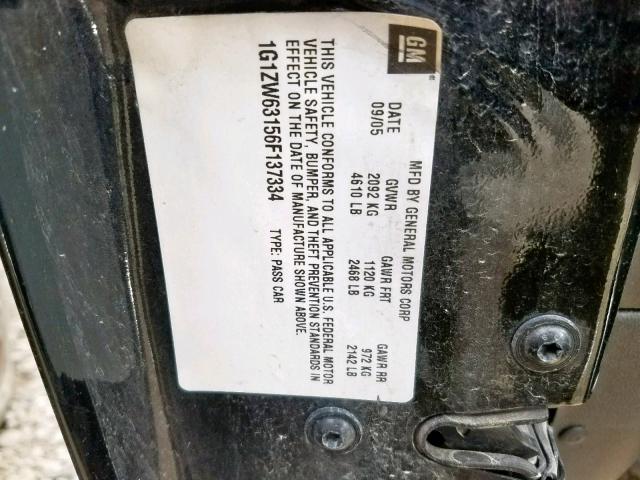 GM
MFD BY GENERAL MOTORS CORP
DATE GVWR GAWR FRT GAWR RR
09/05 2092 KG 1120 KG 972 KG
4610 LB 2468 LB 2142 LB
THIS VEHICLE CONFORMS TO ALL APPLICABLE U.S. FEDERAL MOTOR
VEHICLE SAFETY, BUMPER, AND THEFT PREVENTION STANDARDS IN
EFFECT ON THE DATE OF MANUFACTURE SHOWN ABOVE.
1G1ZW63156F137334 TYPE: PASS CAR